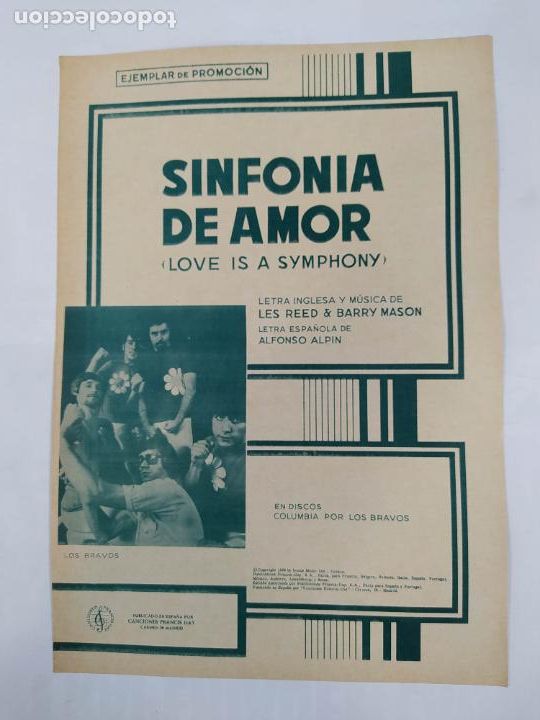 todocoleccion
EJEMPLAR DE PROMOCIÓN
SINFONIA
DE AMOR
(LOVE IS A SYMPHONY)
LETRA INGLESA Y MÚSICA DE
LES REED & BARRY MASON
LETRA ESPAÑOLA DE
ALFONSO ALPIN
LOS BRAVOS
EN DISCOS
COLUMBIA POR LOS BRAVOS
PUBLICADO EN ESPAÑA POR
CANCIONES FRANCIS DAY
todocoleccion.net